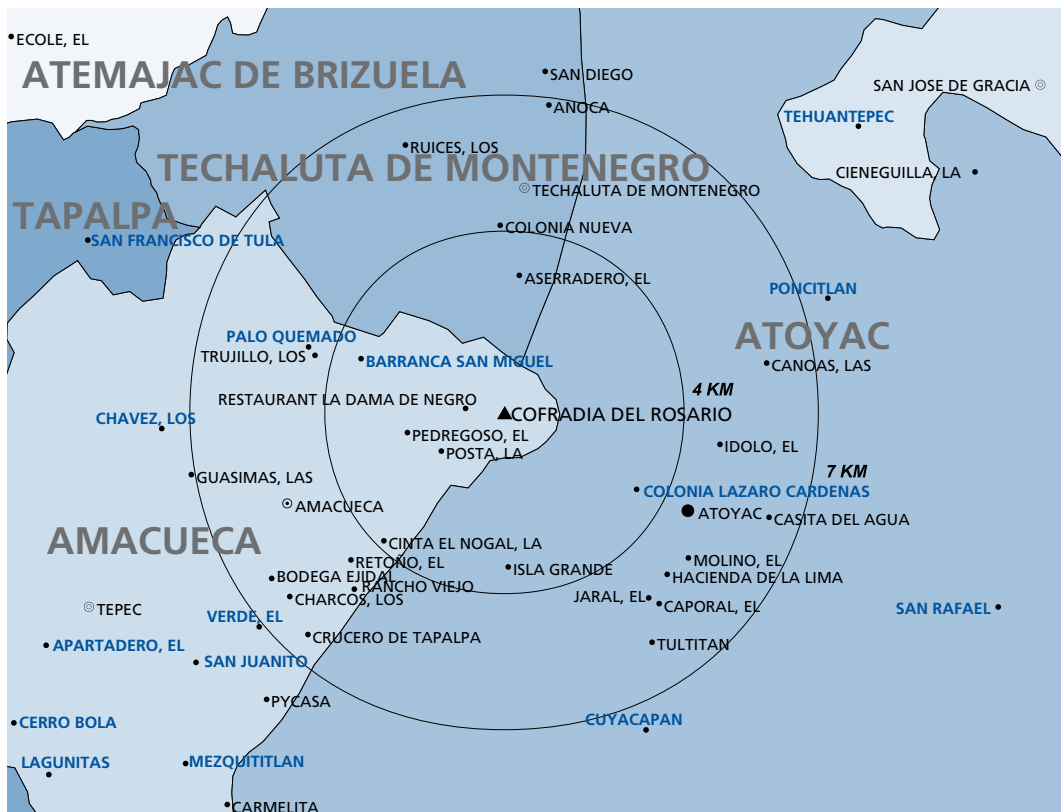 ECOLE, EL
ATEMAJAC DE BRIZUELA
SAN DIEGO
SAN JOSE DE GRACIA
ANOCA
TEHUANTEPEC
RUICES, LOS
TECHALUTA DE MONTENEGRO
CIENEGUILLA, LA
TECHALUTA DE MONTENEGRO
TAPALPA
COLONIA NUEVA
SAN FRANCISCO DE TULA
ASERRADERO, EL
PONCITLAN
PALO QUEMADO
ATOYAC
TRUJILLO, LOS
BARRANCA SAN MIGUEL
CANOAS, LAS
4 KM
RESTAURANT LA DAMA DE NEGRO
COFRADIA DEL ROSARIO
CHAVEZ, LOS
PEDREGOSO, EL
IDOLO, EL
POSTA, LA
7 KM
GUASIMAS, LAS
COLONIA LAZARO CARDENAS
AMACUECA
ATOYAC
CASITA DEL AGUA
AMACUECA
CINTA EL NOGAL, LA
RETOÑO, EL
MOLINO, EL
ISLA GRANDE
BODEGA EJIDAL
HACIENDA DE LA LIMA
RANCHO VIEJO
CHARCOS, LOS
JARAL, EL
CAPORAL, EL
TEPEC
SAN RAFAEL
VERDE, EL
CRUCERO DE TAPALPA
APARTADERO, EL
TULTITAN
SAN JUANITO
PYCASA
CERRO BOLA
CUYACAPAN
LAGUNITAS
MEZQUITITLAN
CARMELITA